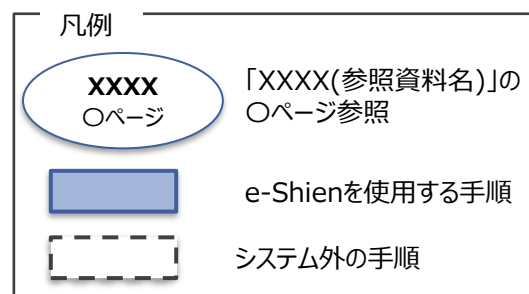 凡例
XXXX
〇ページ
「XXXX(参照資料名)」の
〇ページ参照
e-Shienを使用する手順
システム外の手順